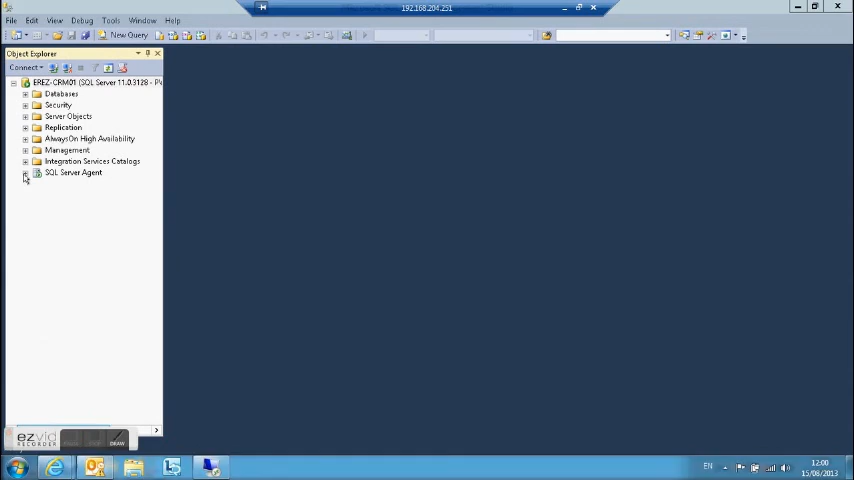 192.168.204.251
File Edit View Debug Tools Window Help
New Query
Object Explorer
Connect
EREZ-CRM01 (SQL Server 11.0.3128 - P\
Databases
Security
Server Objects
Replication
AlwaysOn High Availability
Management
Integration Services Catalogs
SQL Server Agent
ezvid
RECORDER
DRAW
EN
12:00
15/08/2013